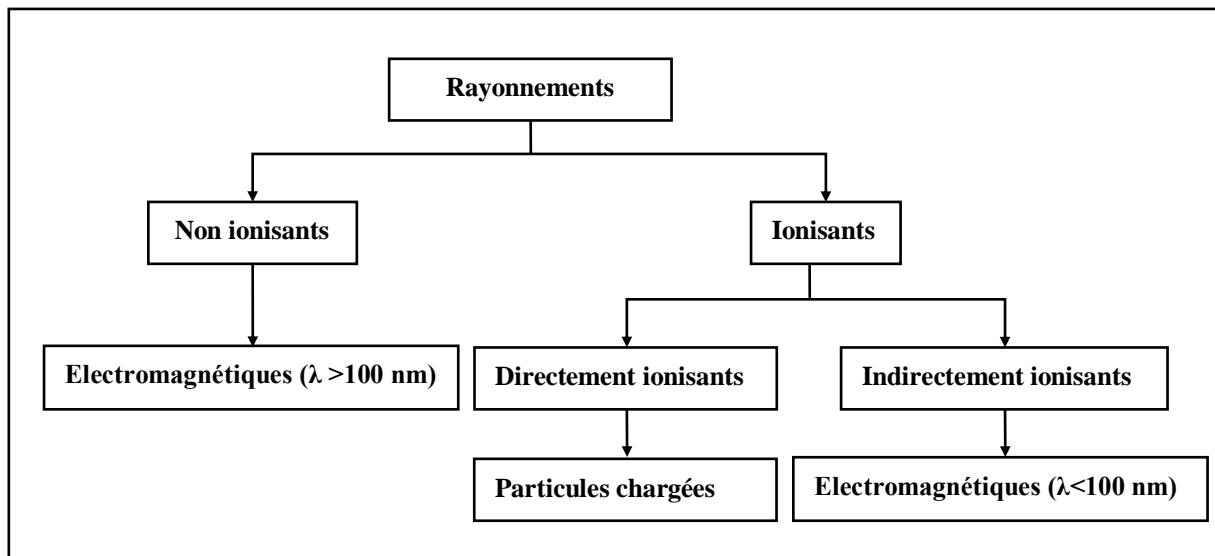 Rayonnements
Non ionisants
Ionisants
Electromagnétiques (λ >100 nm)
Directement ionisants
Indirectement ionisants
Particules chargées
Electromagnétiques (λ<100 nm)